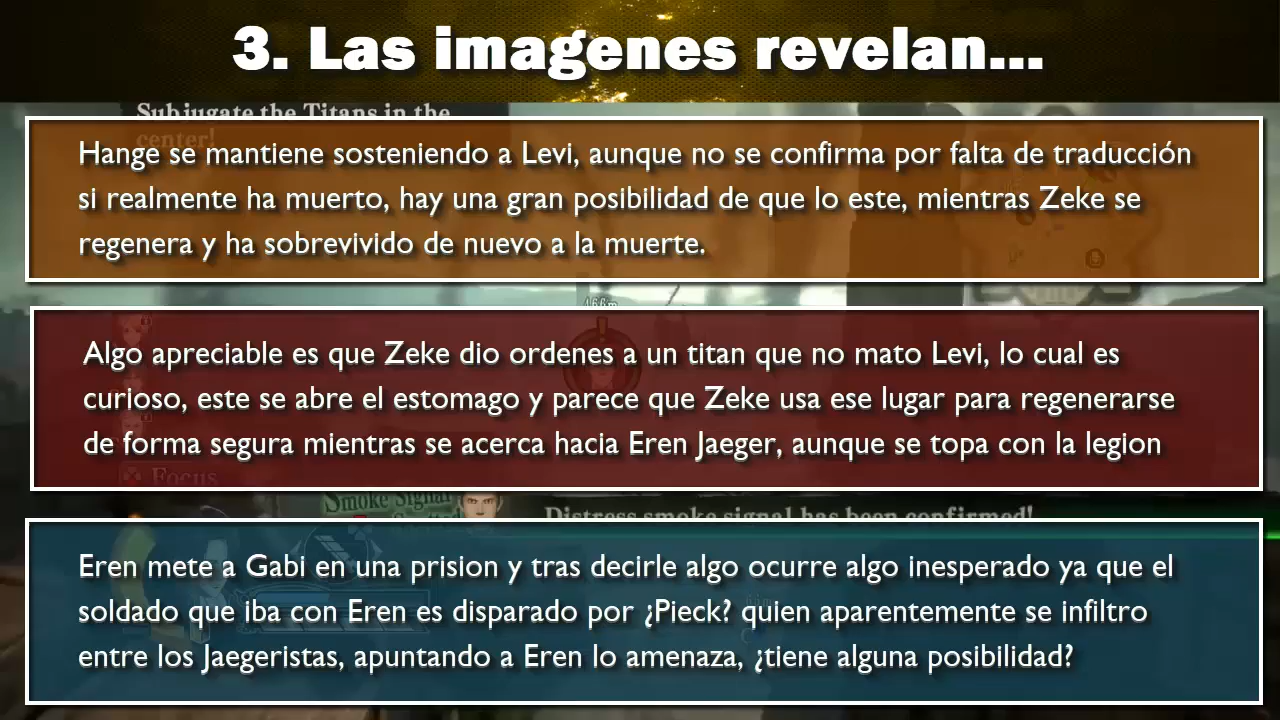 3. Las imagenes revelan...
Subjugate the Titans in the
center!
Hange se mantiene sosteniendo a Levi, aunque no se confirma por falta de traducción
si realmente ha muerto, hay una gran posibilidad de que lo este, mientras Zeke se
regenera y ha sobrevivido de nuevo a la muerte.
466m
Algo apreciable es que Zeke dio ordenes a un titan que no mato Levi, lo cual es
curioso, este se abre el estomago y parece que Zeke usa ese lugar para regenerarse
de forma segura mientras se acerca hacia Eren Jaeger, aunque se topa con la legion
Focus
Smoke Signal
Distress smoke signal has been confirmed!
Eren mete a Gabi en una prision y tras decirle algo ocurre algo inesperado ya que el
soldado que iba con Eren es disparado por ¿Pieck? quien aparentemente se infiltro
entre los Jaegeristas, apuntando a Eren lo amenaza, ¿tiene alguna posibilidad?